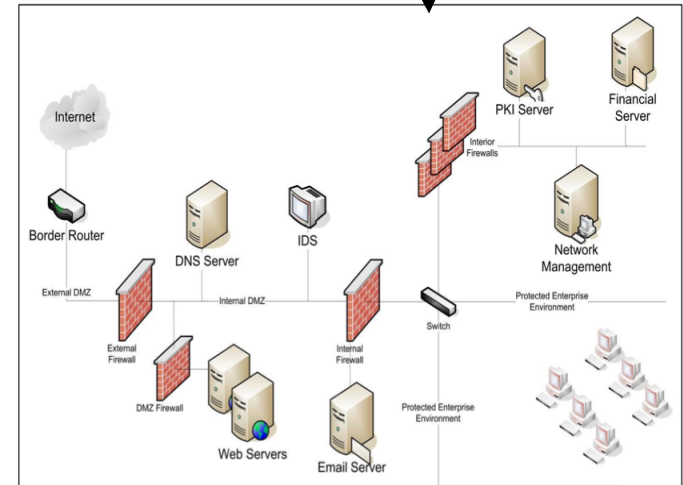 Internet
Border Router
External DMZ
External
Firewall
DNS Server
Internal DMZ
IDS
DMZ Firewall
Web Servers
Internal
Firewall
Email Server
Switch
Interior
Firewalls
PKI Server
Financial
Server
Network
Management
Protected Enterprise
Environment
Protected Enterprise
Environment